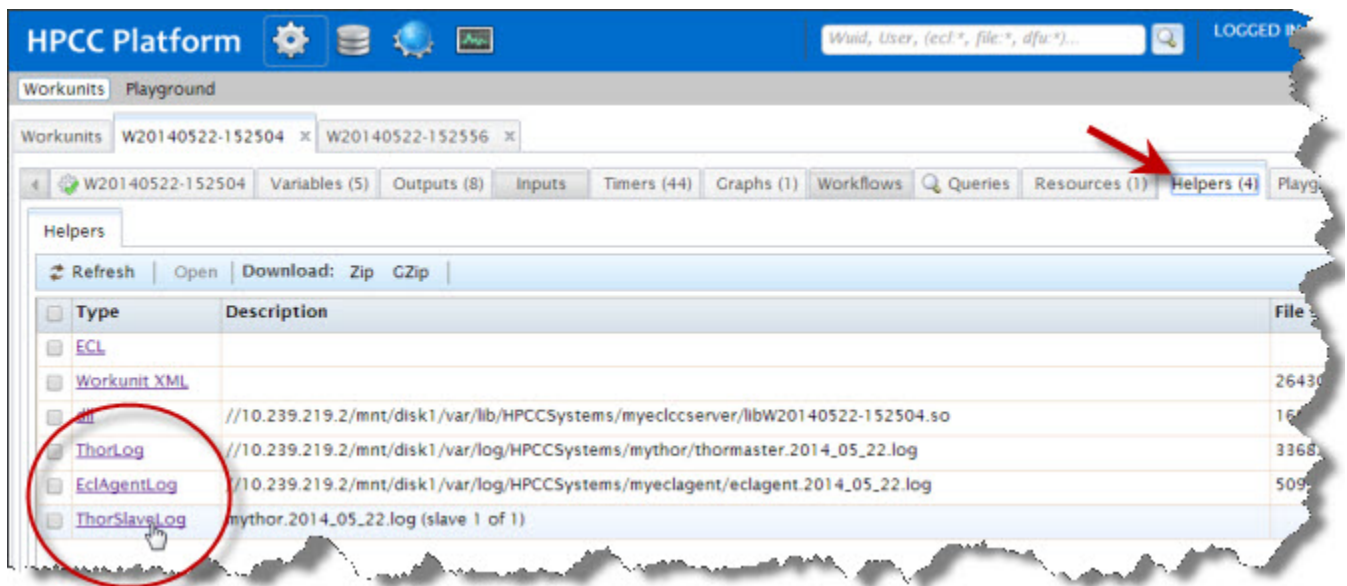 HPCC Platform Wuid, User, (ecl:*, file:*, dfu:*)... LOGGED IN
Workunits Playground
Workunits W20140522-152504 x W20140522-152556 x
W20140522-152504 Variables (5) Outputs (8) Inputs Timers (44) Graphs (1) Workflows Queries Resources (1) Helpers (4) Playg
Helpers
Refresh Open Download: Zip GZip
Type Description File
ECL
Workunit XML 26430
dll //10.239.219.2/mnt/disk1/var/lib/HPCCSystems/myeclccserver/libW20140522-152504.so
ThorLog //10.239.219.2/mnt/disk1/var/log/HPCCSystems/mythor/thormaster.2014_05_22.log 3368
EclAgentLog //10.239.219.2/mnt/disk1/var/log/HPCCSystems/myeclagent/eclagent.2014_05_22.log 509
ThorSlaveLog mythor.2014_05_22.log (slave 1 of 1)